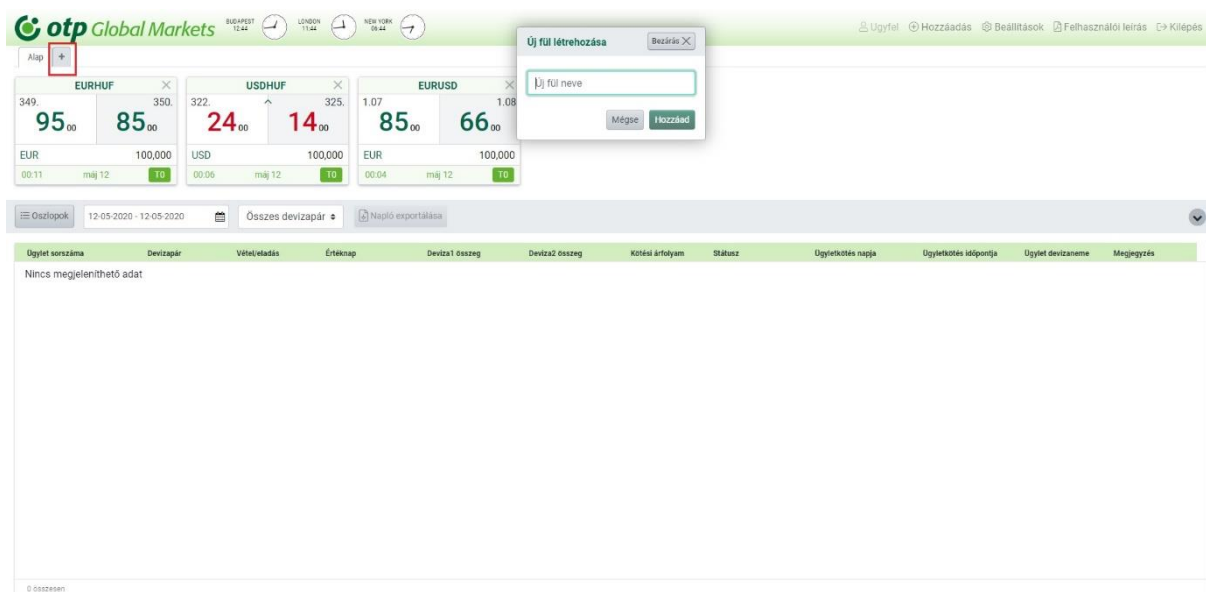 otp Global Markets
BUDAPEST
12:44
LONDON
11:44
NEW YORK
06:44
Ügyfel Hozzáadás Beállítások Felhasználói leírás Kilépés
Alap +
Új fül létrehozása Bezárás
Új fül neve
Mégse Hozzáad
EURHUF
349. 350.
95 00 85 00
EUR 100,000
00:11 máj 12 T0
USDHUF
322. 325.
24 00 14 00
USD 100,000
00:06 máj 12 T0
EURUSD
1.07 1.08
85 00 66 00
EUR 100,000
00:04 máj 12 T0
Oszlopok 12-05-2020 - 12-05-2020 Összes devizapár Napló exportálása
Ügylet sorszáma Devizapár Vétel/eladás Értéknap Deviza1 összeg Deviza2 összeg Kötési árfolyam Státusz Ügyletkötés napja Ügyletkötés időpontja Ügylet devizaneme Megjegyzés
Nincs megjeleníthető adat
0 összesen